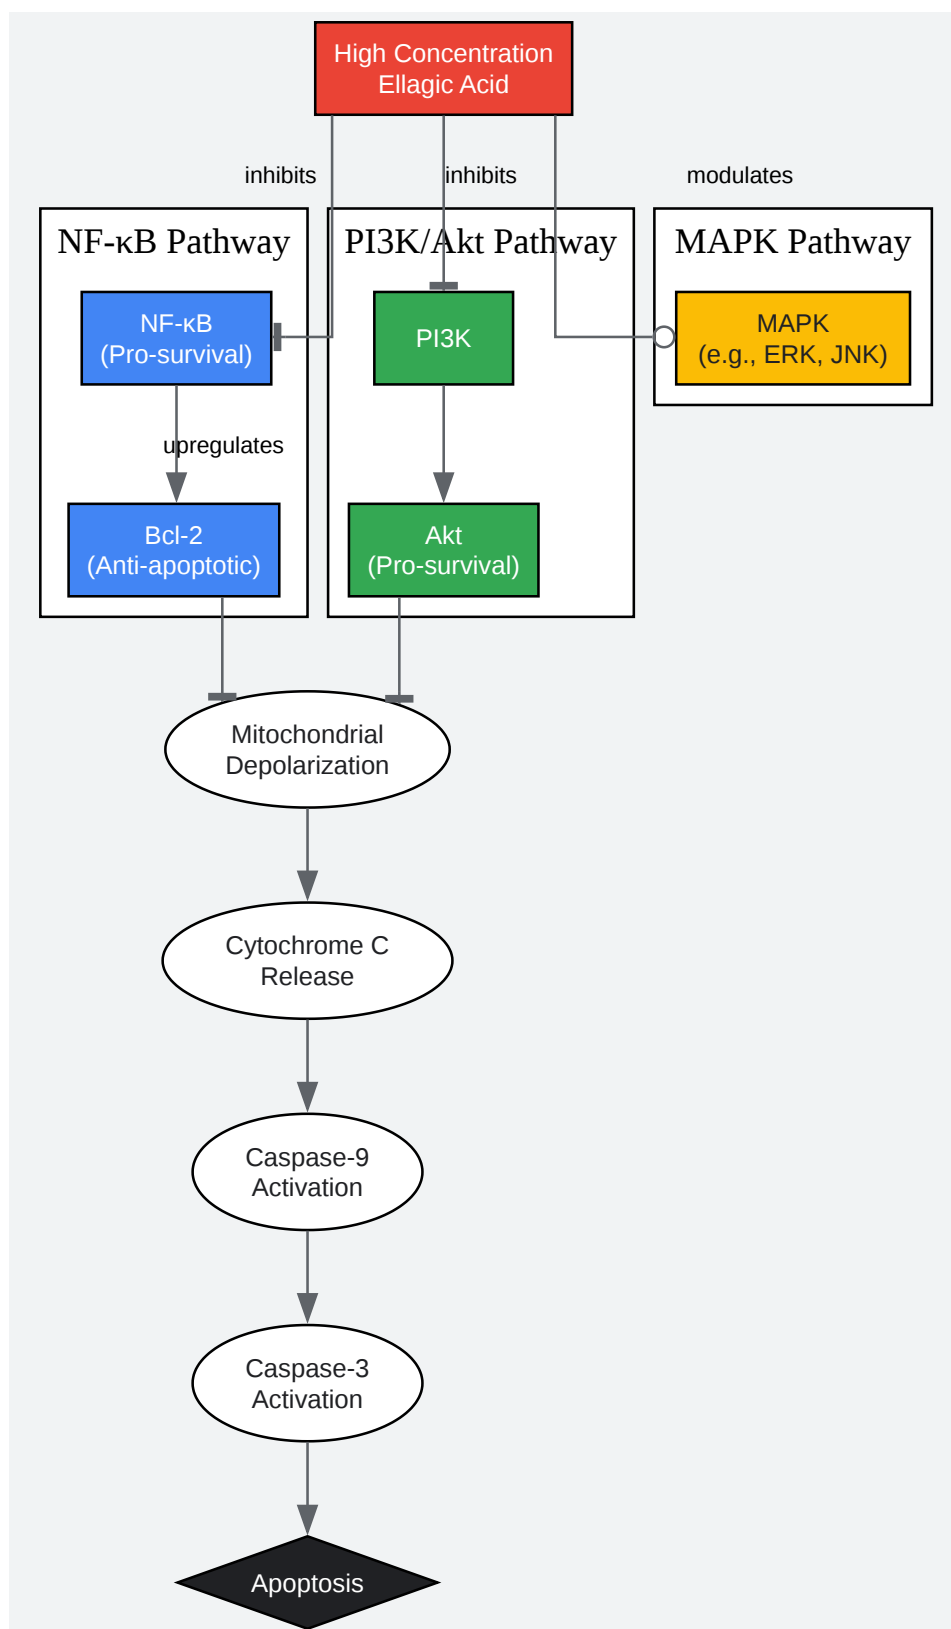 High Concentration
Ellagic Acid
inhibits
inhibits
modulates
NF-κB Pathway
PI3K/Akt Pathway
MAPK Pathway
NF-κB
(Pro-survival)
PI3K
MAPK
(e.g., ERK, JNK)
upregulates
Bcl-2
(Anti-apoptotic)
Akt
(Pro-survival)
Mitochondrial
Depolarization
Cytochrome C
Release
Caspase-9
Activation
Caspase-3
Activation
Apoptosis